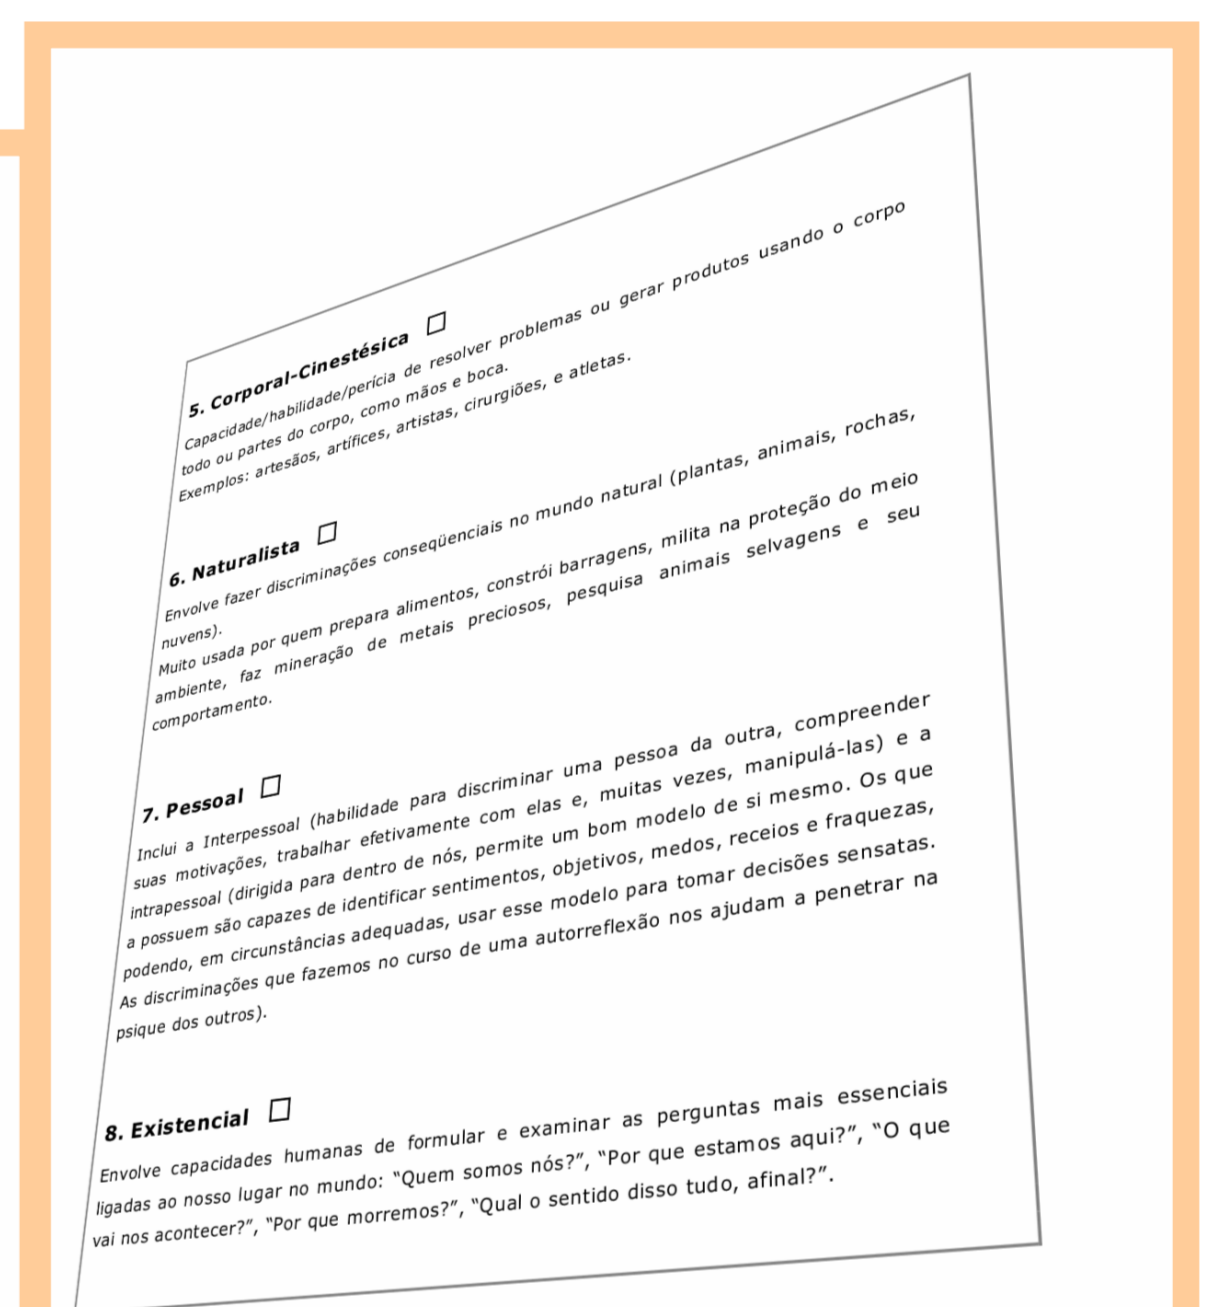 5. Corporal-Cinestésica ☐
Capacidade/habilidade/perícia de resolver problemas ou gerar produtos usando o corpo
todo ou partes do corpo, como mãos e boca.
Exemplos: artesãos, artífices, artistas, cirurgiões, e atletas.
6. Naturalista ☐
Envolve fazer discriminações conseqüenciais no mundo natural (plantas, animais, rochas,
nuvens).
Muito usada por quem prepara alimentos, constrói barragens, milita na proteção do meio
ambiente, faz mineração de metais preciosos, pesquisa animais selvagens e seu
comportamento.
7. Pessoal ☐
Inclui a Interpessoal (habilidade para discriminar uma pessoa da outra, compreender
suas motivações, trabalhar efetivamente com elas e, muitas vezes, manipulá-las) e a
intrapessoal (dirigida para dentro de nós, permite um bom modelo de si mesmo. Os que
a possuem são capazes de identificar sentimentos, objetivos, medos, receios e fraquezas,
podendo, em circunstâncias adequadas, usar esse modelo para tomar decisões sensatas.
As discriminações que fazemos no curso de uma autorreflexão nos ajudam a penetrar na
psique dos outros).
8. Existencial ☐
Envolve capacidades humanas de formular e examinar as perguntas mais essenciais
ligadas ao nosso lugar no mundo: “Quem somos nós?”, “Por que estamos aqui?”, “O que
vai nos acontecer?”, “Por que morremos?”, “Qual o sentido disso tudo, afinal?”.